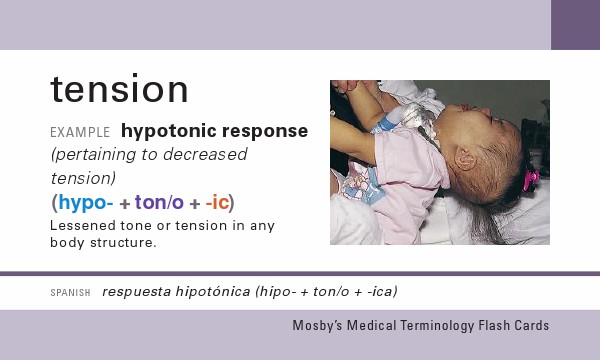 tension
EXAMPLE hypotonic response
(pertaining to decreased
tension)
(hypo- + ton/o + -ic)
Lessened tone or tension in any
body structure.
SPANISH respuesta hipotónica (hipo- + ton/o + -ica)
Mosby's Medical Terminology Flash Cards